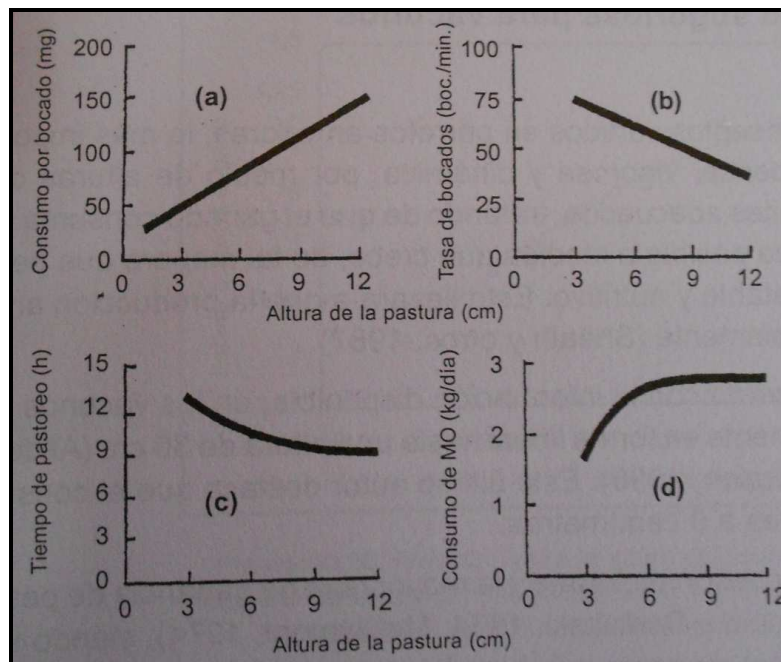 Consumo por bocado (mg)
200
150
100
50
0
(a)
0 3 6 9 12
Tasa de bocados (boc./min.)
100
75
50
25
0
(b)
0 3 6 9 12
Altura de la pastura (cm)
Tiempo de pastoreo (h)
15
12
9
6
3
0
(c)
0 3 6 9 12
Consumo de MO (kg/día)
3
2
1
0
(d)
0 3 6 9 12
Altura de la pastura (cm)